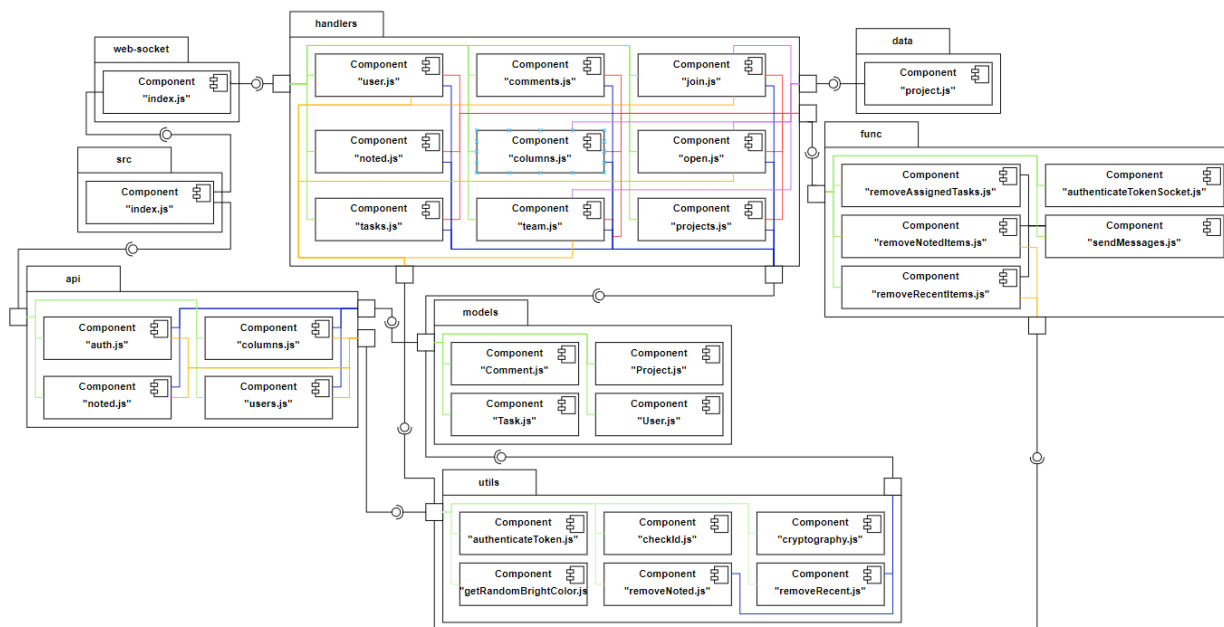 handlers
Component
"user.js"
Component
"comments.js"
Component
"join.js"
Component
"noted.js"
Component
"columns.js"
Component
"open.js"
Component
"tasks.js"
Component
"team.js"
Component
"projects.js"
web-socket
Component
"index.js"
src
Component
"index.js"
data
Component
"project.js"
func
Component
"removeAssignedTasks.js"
Component
"authenticateTokenSocket.js"
Component
"removeNotedItems.js"
Component
"sendMessages.js"
Component
"removeRecentItems.js"
api
Component
"auth.js"
Component
"columns.js"
Component
"noted.js"
Component
"users.js"
models
Component
"Comment.js"
Component
"Project.js"
Component
"Task.js"
Component
"User.js"
utils
Component
"authenticateToken.js"
Component
"checkId.js"
Component
"cryptography.js"
Component
"getRandomBrightColor.js
Component
"removeNoted.js"
Component
"removeRecent.js"